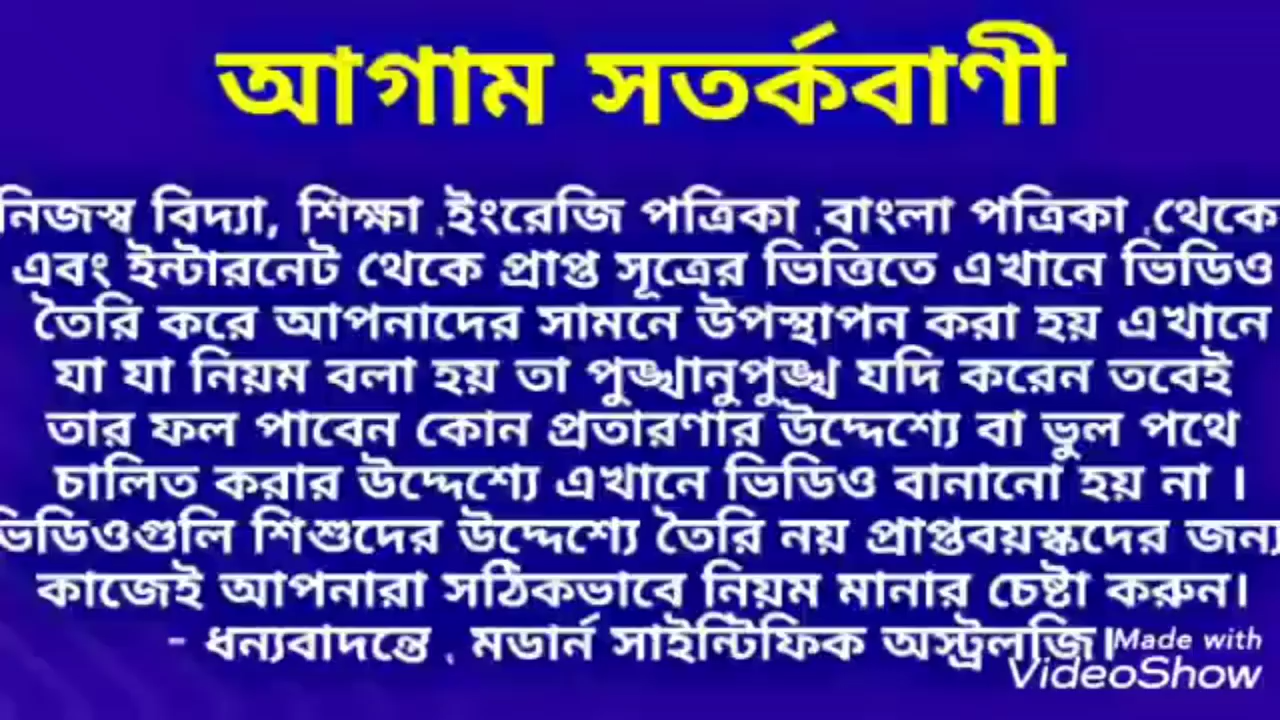 আগাম সতর্কবাণী
নিজস্ব বিদ্যা, শিক্ষা ,ইংরেজি পত্রিকা ,বাংলা পত্রিকা ,থেকে
এবং ইন্টারনেট থেকে প্রাপ্ত সূত্রের ভিত্তিতে এখানে ভিডিও
তৈরি করে আপনাদের সামনে উপস্থাপন করা হয় এখানে
যা যা নিয়ম বলা হয় তা পুঙ্খানুপুঙ্খ যদি করেন তবেই
তার ফল পাবেন কোন প্রতারণার উদ্দেশ্যে বা ভুল পথে
চালিত করার উদ্দেশ্যে এখানে ভিডিও বানানো হয় না ।
ভিডিওগুলি শিশুদের উদ্দেশ্যে তৈরি নয় প্রাপ্তবয়স্কদের জন্য
কাজেই আপনারা সঠিকভাবে নিয়ম মানার চেষ্টা করুন।
- ধন্যবাদন্তে , মডার্ন সাইন্টিফিক অস্ট্রলজি।
Made with
VideoShow